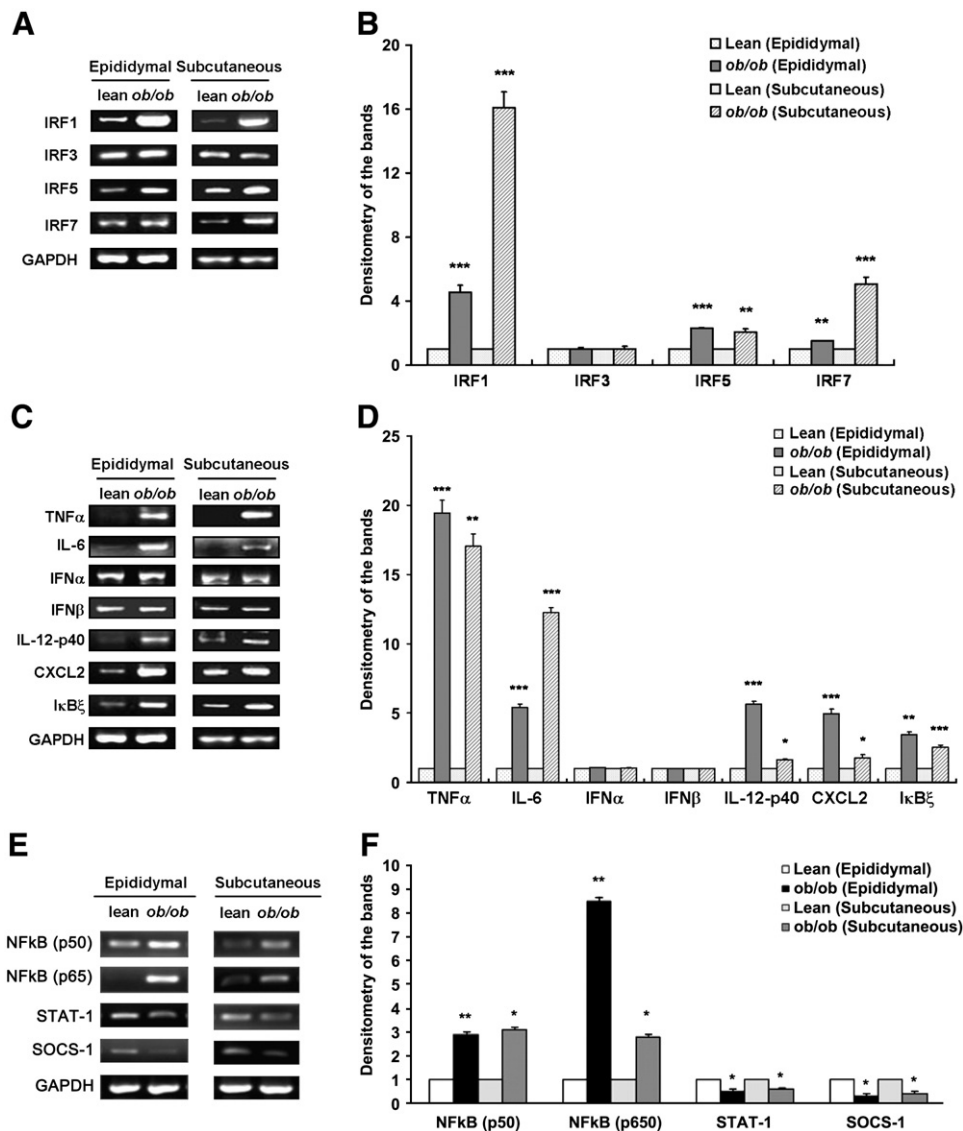 A
Epididymal Subcutaneous
lean ob/ob lean ob/ob
IRF1
IRF3
IRF5
IRF7
GAPDH
B
Densitometry of the bands
20
16
12
8
4
0
Lean (Epididymal)
ob/ob (Epididymal)
Lean (Subcutaneous)
ob/ob (Subcutaneous)
*** ***
*** **
** ***
IRF1 IRF3 IRF5 IRF7
C
Epididymal Subcutaneous
lean ob/ob lean ob/ob
TNFα
IL-6
IFNα
IFNβ
IL-12-p40
CXCL2
IκBξ
GAPDH
D
Densitometry of the bands
25
20
15
10
5
0
Lean (Epididymal)
ob/ob (Epididymal)
Lean (Subcutaneous)
ob/ob (Subcutaneous)
*** **
*** ***
*** *
*** *
** ***
TNFα IL-6 IFNα IFNβ IL-12-p40 CXCL2 IκBξ
E
Epididymal Subcutaneous
lean ob/ob lean ob/ob
NFkB (p50)
NFkB (p65)
STAT-1
SOCS-1
GAPDH
F
Densitometry of the bands
10
9
8
7
6
5
4
3
2
1
0
Lean (Epididymal)
ob/ob (Epididymal)
Lean (Subcutaneous)
ob/ob (Subcutaneous)
** *
** *
* *
* *
NFkB (p50) NFkB (p650) STAT-1 SOCS-1